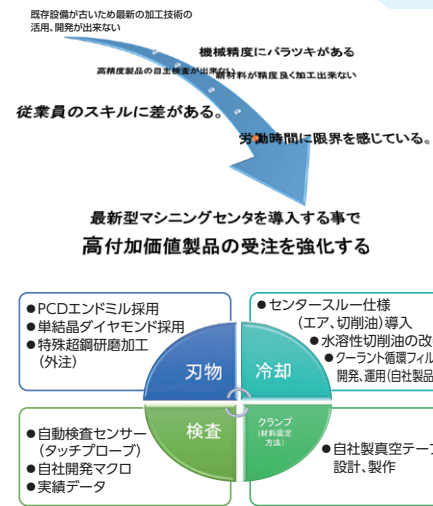 既存設備が古いため最新の加工技術の
活用、開発が出来ない
機械精度にバラツキがある
高精度製品の自主検査が出来ない
新材料が精度良く加工出来ない
従業員のスキルに差がある。
労働時間に限界を感じている。
最新型マシニングセンタを導入する事で
高付加価値製品の受注を強化する
●PCDエンドミル採用
●単結晶ダイヤモンド採用
●特殊超鋼研磨加工
(外注)
刃物
●センタースルー仕様
(エア、切削油)導入
●水溶性切削油の改
●クーラント循環フィル
開発、運用(自社製品
冷却
●自動検査センサー
(タッチプローブ)
●自社開発マクロ
●実績データ
検査
クランプ
(材料固定
方法)
●自社製真空テーブ
設計、製作